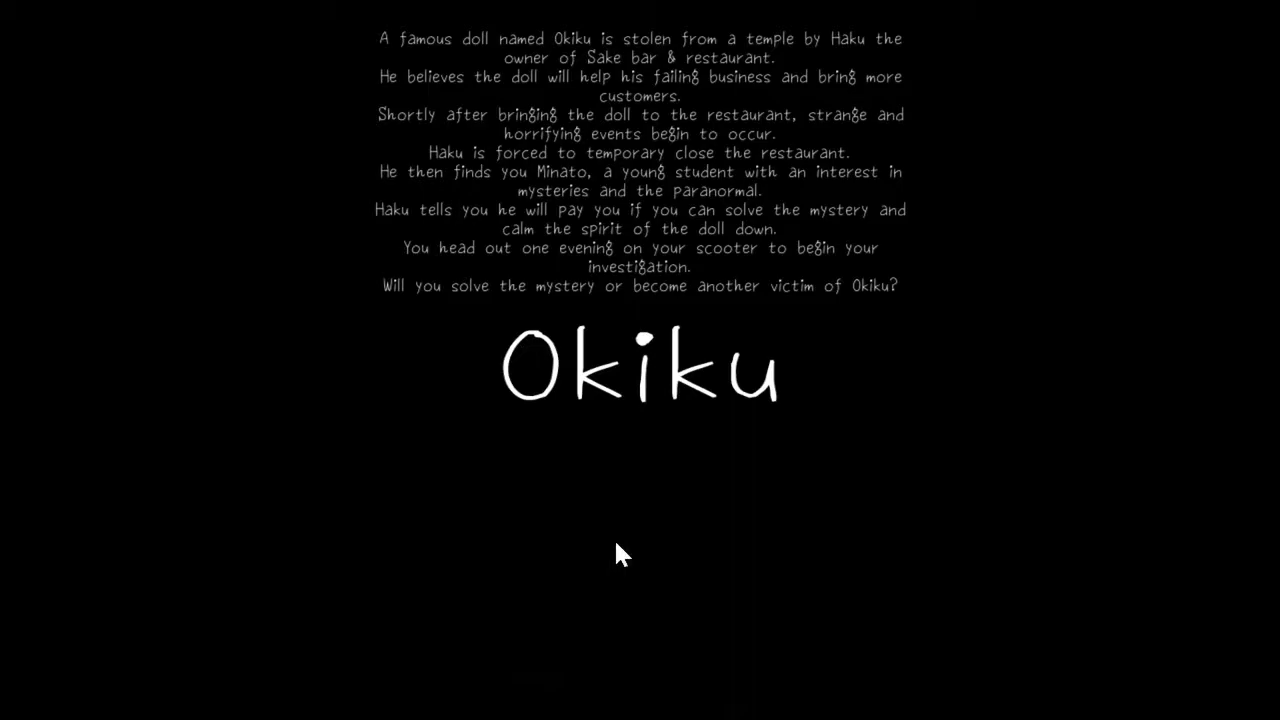 A famous doll named Okiku is stolen from a temple by Haku the
owner of Sake bar & restaurant.
He believes the doll will help his failing business and bring more
customers.
Shortly after bringing the doll to the restaurant, strange and
horrifying events begin to occur.
Haku is forced to temporary close the restaurant.
He then finds you Minato, a young student with an interest in
mysteries and the paranormal.
Haku tells you he will pay you if you can solve the mystery and
calm the spirit of the doll down.
You head out one evening on your scooter to begin your
investigation.
Will you solve the mystery or become another victim of Okiku?
Okiku